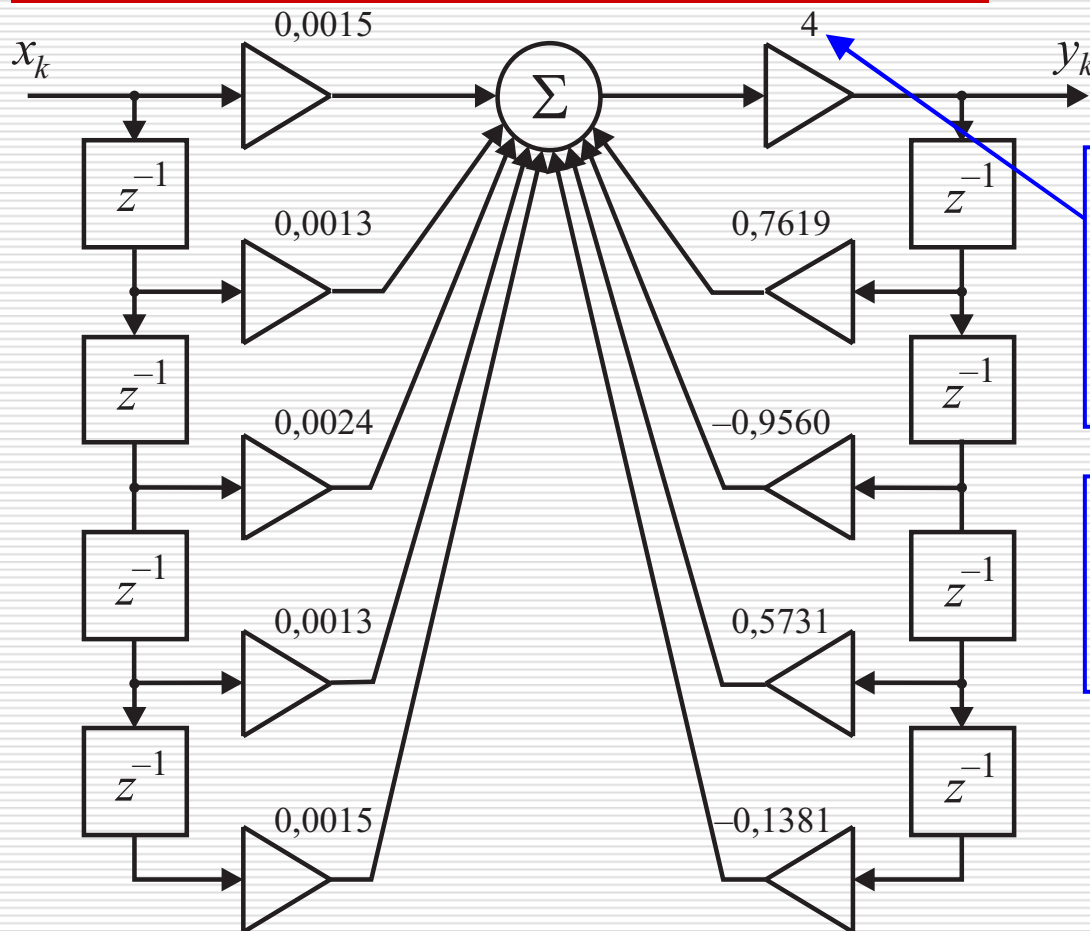 0,0015
4
x_k
Σ
y_k
z^{-1}
z^{-1}
0,0013
0,7619
z^{-1}
z^{-1}
0,0024
–0,9560
z^{-1}
z^{-1}
0,0013
0,5731
z^{-1}
z^{-1}
0,0015
–0,1381